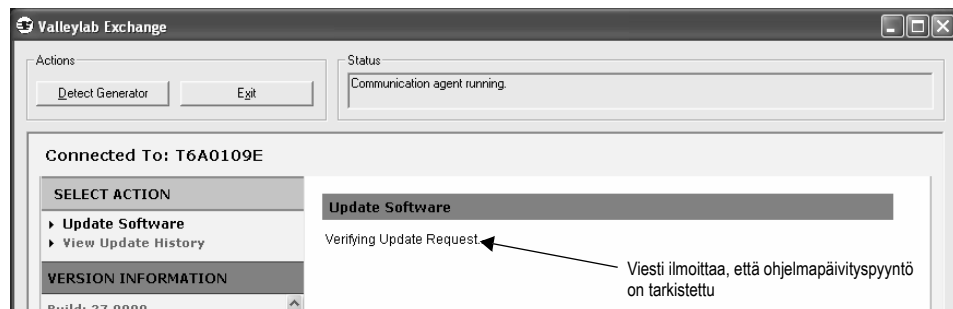 Valleylab Exchange
Actions
Detect Generator
Exit
Status
Communication agent running.
Connected To: T6A0109E
SELECT ACTION
Update Software
View Update History
VERSION INFORMATION
Update Software
Verifying Update Request.
Viesti ilmoittaa, että ohjelmapäivityspyyntö
on tarkistettu